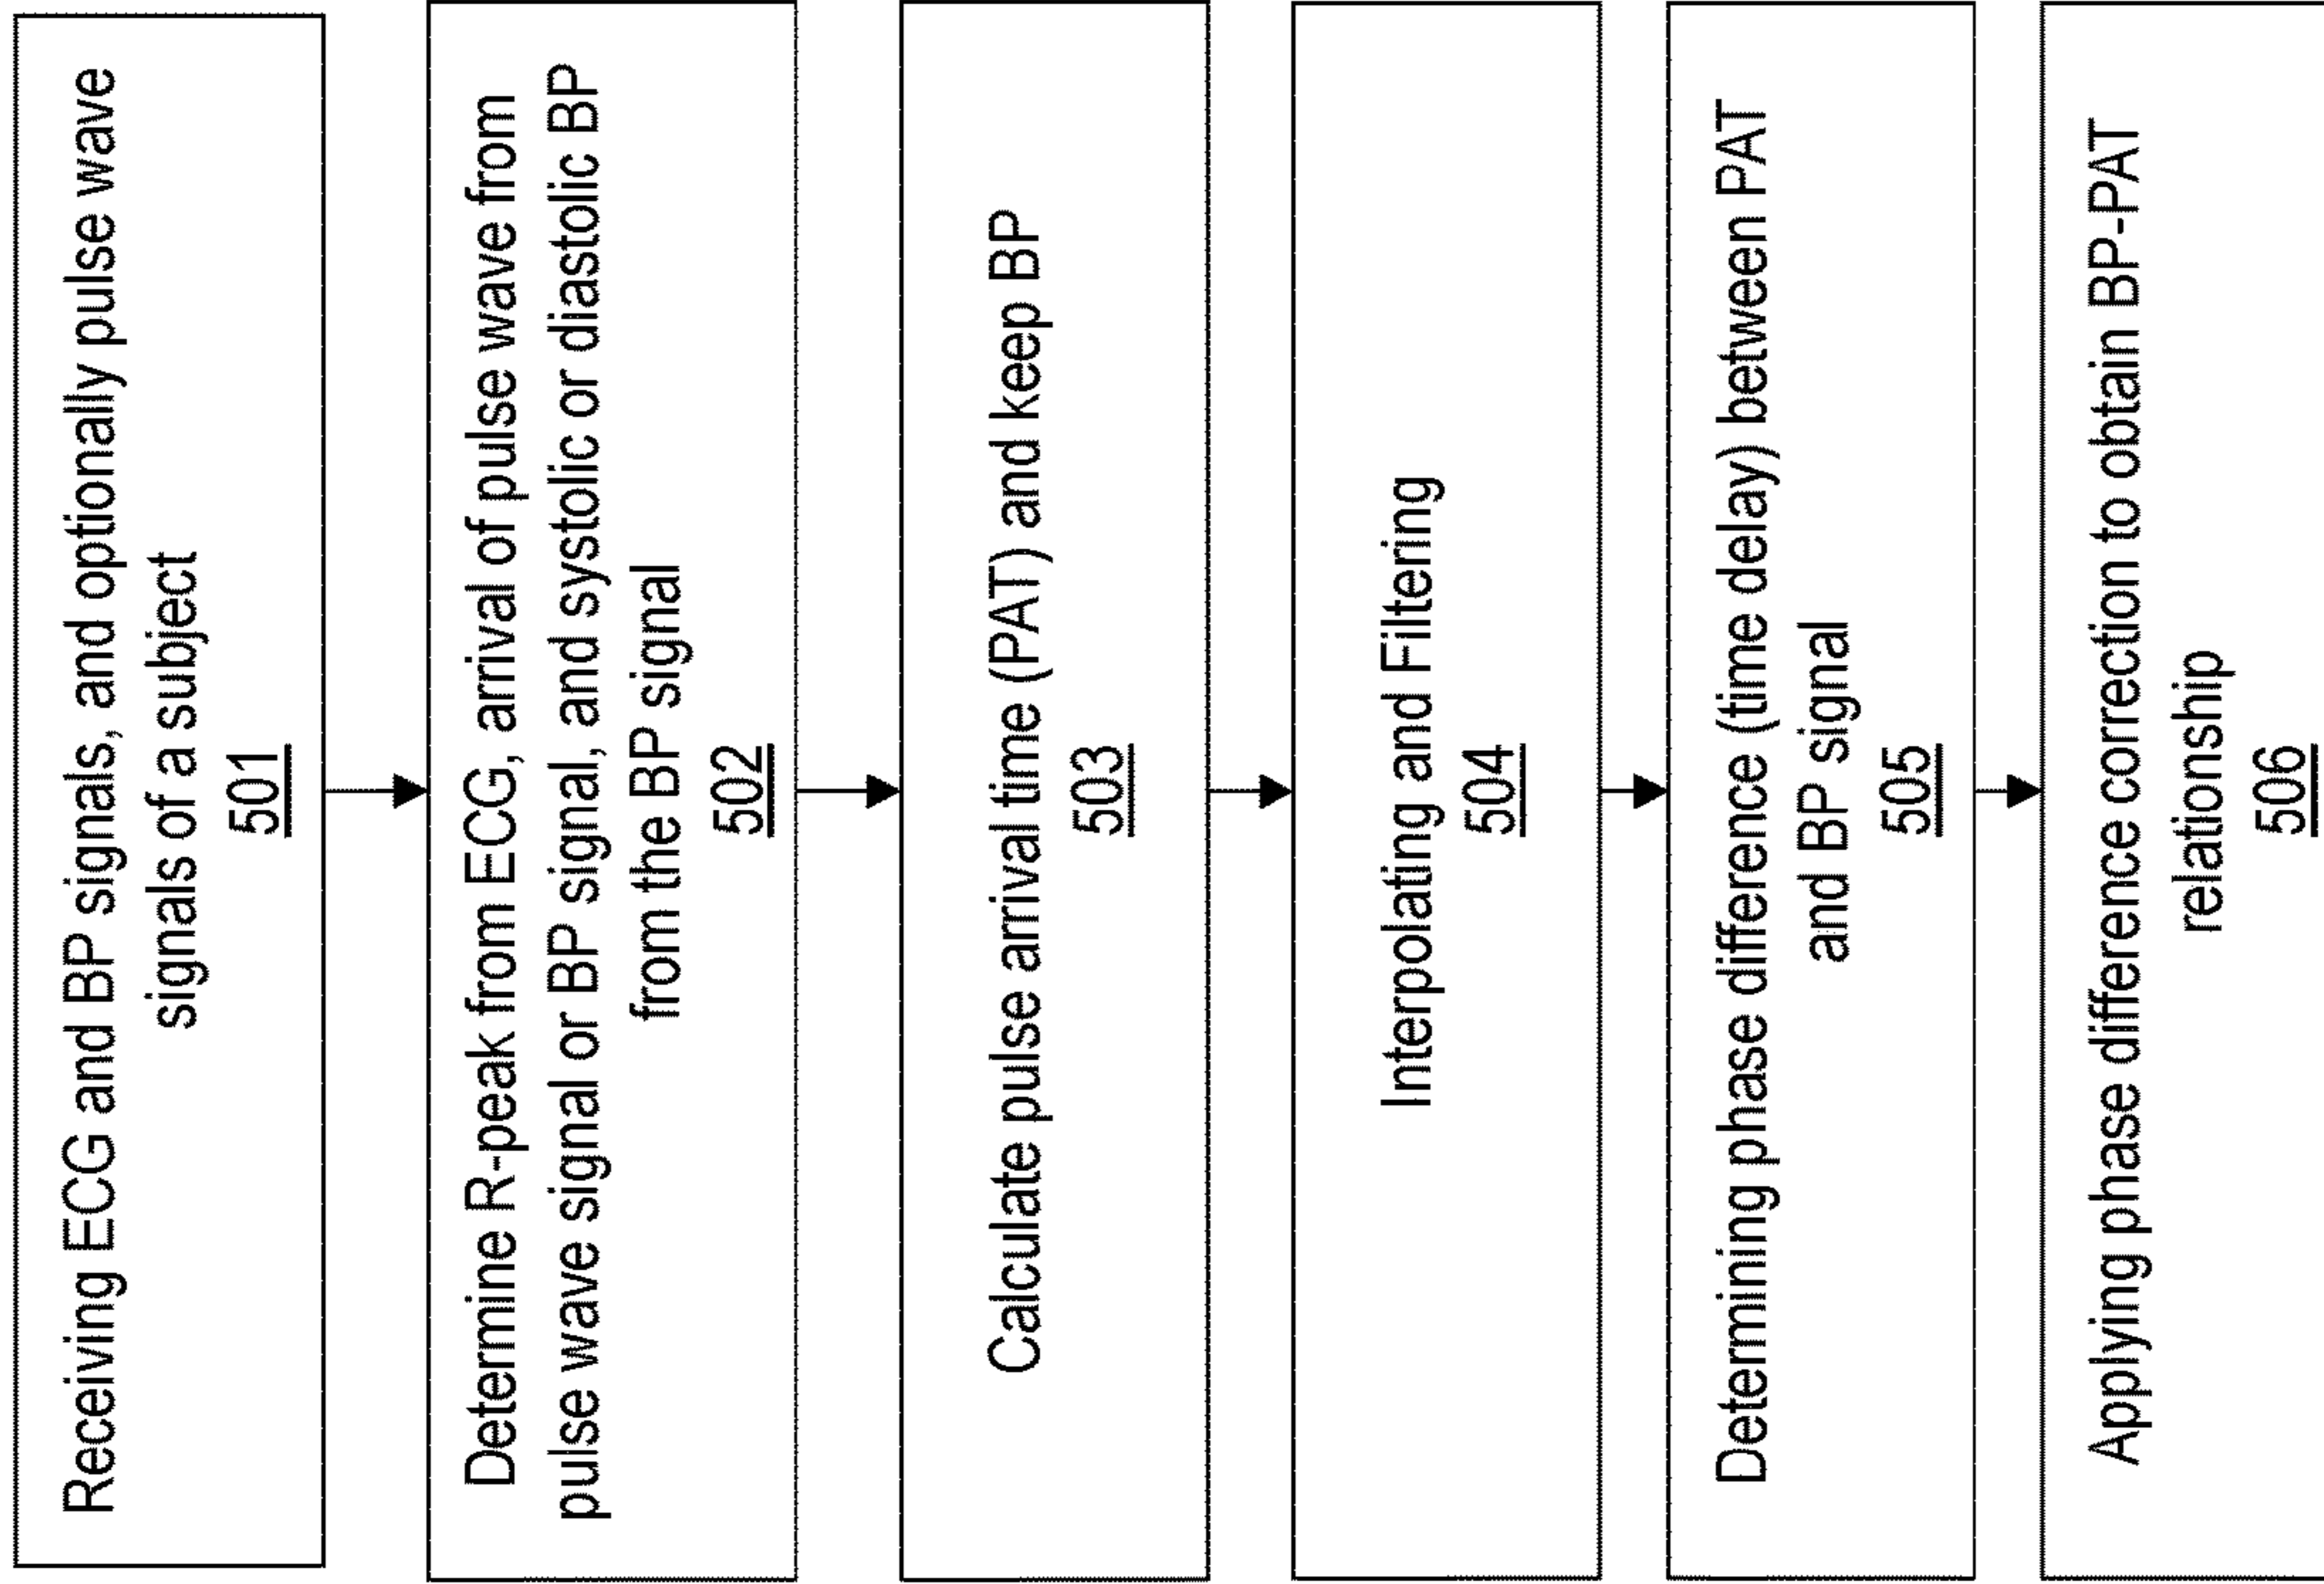 Receiving ECG and BP signals, and optionally pulse wave
signals of a subject
501
Determine R-peak from ECG, arrival of pulse wave from
pulse wave signal or BP signal, and systolic or diastolic BP
from the BP signal
502
Calculate pulse arrival time (PAT) and keep BP
503
Interpolating and Filtering
504
Determining phase difference (time delay) between PAT
and BP signal
505
Applying phase difference correction to obtain BP-PAT
relationship
506